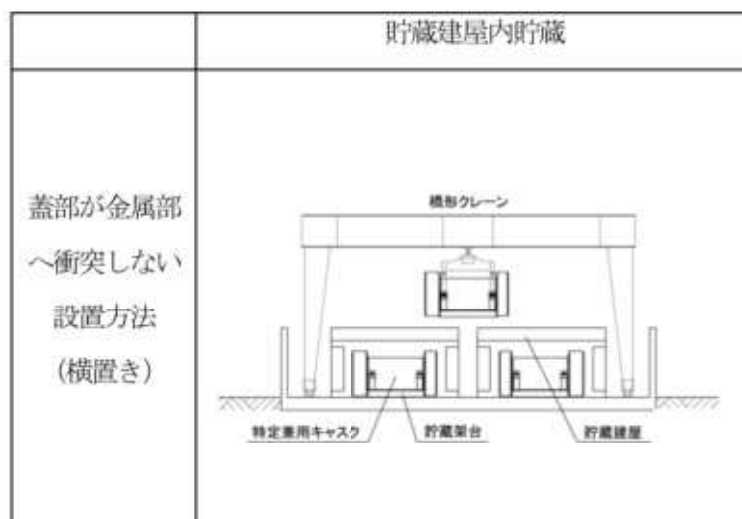 貯蔵建屋内貯蔵
蓋部が金属部
へ衝突しない
設置方法
(横置き)
橋形クレーン
特定兼用キャスク
貯蔵架台
貯蔵建屋